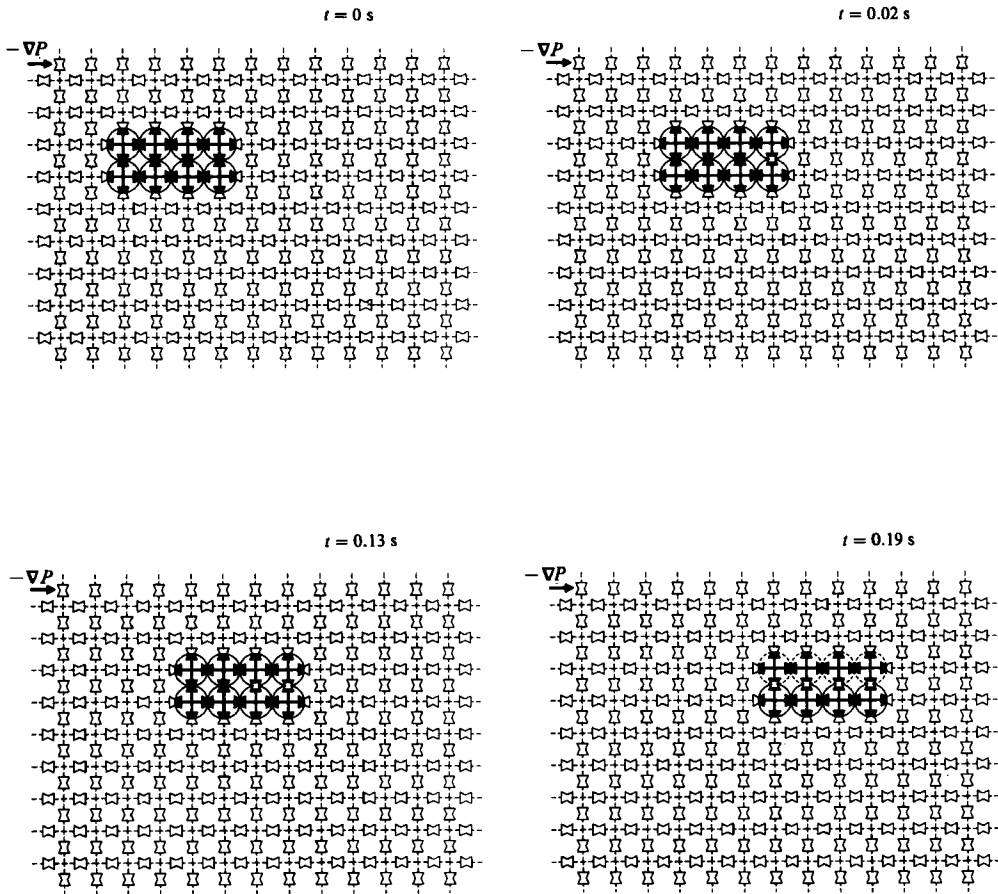 t = 0 s
t = 0.02 s
− ∇P
− ∇P
t = 0.13 s
t = 0.19 s
− ∇P
− ∇P